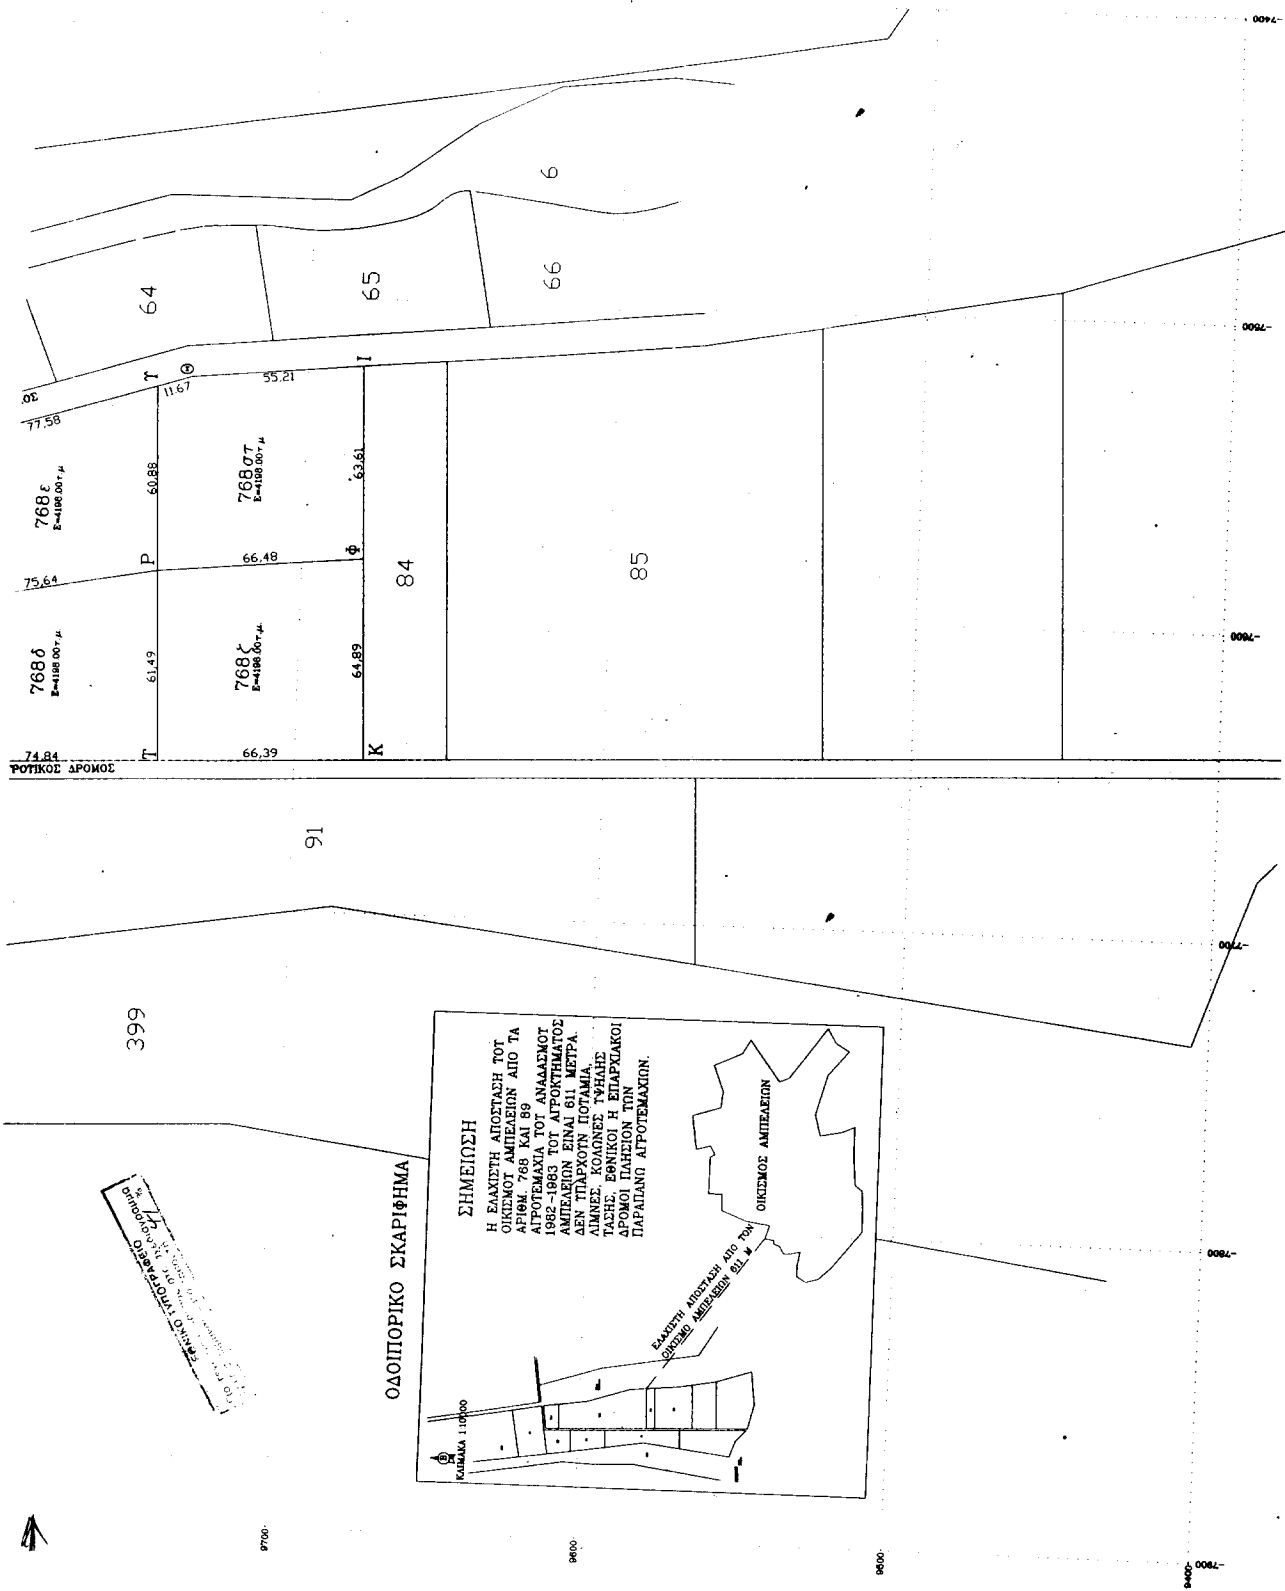 -7400-
6
64
65
66
-7500-
Υ
Θ
Ι
11.67
55.21
ΟΣ
77.58
768ε
Ε=4198.00τ.μ
60.88
768στ
Ε=4198.00τ.μ
63.61
Ρ
66.48
Φ
84
85
75.64
-7600-
768δ
Ε=4198.00τ.μ
61.49
768ζ
Ε=4198.00τ.μ
64.89
74.84
Τ
66.39
Κ
ΡΟΤΙΚΟΣ ΔΡΟΜΟΣ
91
-7700-
399
ΕΘΝΙΚΟ ΤΥΠΟΓΡΑΦΕΙΟ
ΟΔΟΙΠΟΡΙΚΟ ΣΚΑΡΙΦΗΜΑ
ΣΗΜΕΙΩΣΗ
Η ΕΛΑΧΙΣΤΗ ΑΠΟΣΤΑΣΗ ΤΟΥ
ΟΙΚΙΣΜΟΥ ΑΜΠΕΛΕΙΩΝ ΑΠΟ ΤΑ
ΑΡΙΘΜ. 768 ΚΑΙ 89
ΑΓΡΟΤΕΜΑΧΙΑ ΤΟΥ ΑΝΑΔΑΣΜΟΥ
1982-1983 ΤΟΥ ΑΓΡΟΚΤΗΜΑΤΟΣ
ΑΜΠΕΛΕΙΩΝ ΕΙΝΑΙ 611 ΜΕΤΡΑ.
ΔΕΝ ΥΠΑΡΧΟΥΝ ΠΟΤΑΜΙΑ,
ΛΙΜΝΕΣ, ΚΟΛΩΝΕΣ ΥΨΗΛΗΣ
ΤΑΣΗΣ, ΕΘΝΙΚΟΙ Η ΕΠΑΡΧΙΑΚΟΙ
ΔΡΟΜΟΙ ΠΛΗΣΙΟΝ ΤΩΝ
ΠΑΡΑΠΑΝΩ ΑΓΡΟΤΕΜΑΧΙΩΝ.
ΟΙΚΙΣΜΟΣ ΑΜΠΕΛΕΙΩΝ
ΕΛΑΧΙΣΤΗ ΑΠΟΣΤΑΣΗ ΑΠΟ ΤΟΝ
ΟΙΚΙΣΜΟ ΑΜΠΕΛΕΙΩΝ 611 Μ
Β
ΚΛΙΜΑΚΑ 1:10000
-7800-
9700-
9600-
9500-
9400-
-7900-